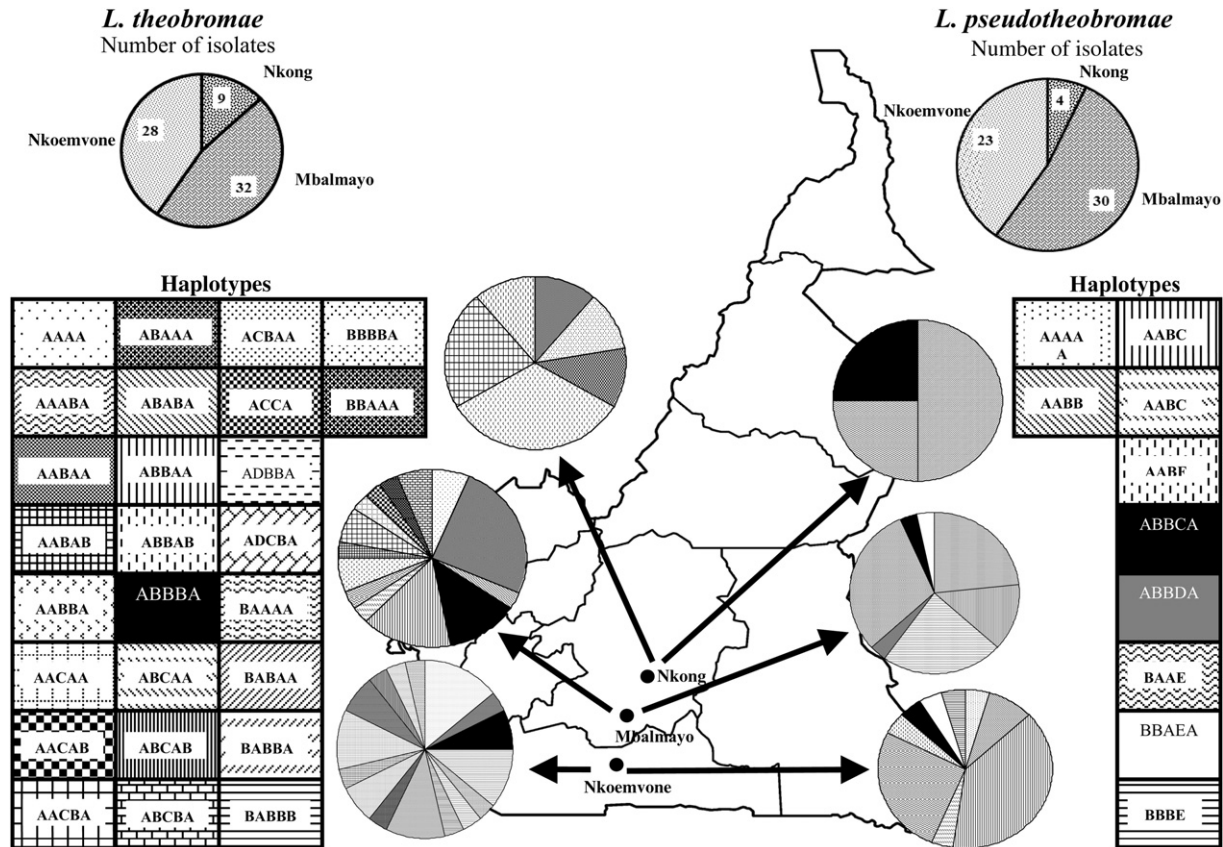 L. theobromae
Number of isolates
Nkong
9
Nkoemvone
28
32
Mbalmayo
L. pseudotheobromae
Number of isolates
Nkong
4
Nkoemvone
23
30
Mbalmayo
Haplotypes
AAAA ABAAA ACBAA BBBBA
AAABA ABABA ACCA BBAAA
AABAA ABBAA ADBBA
AABAB ABBAB ADCBA
AABBA ABBBA BAAAA
AACAA ABCAA BABAA
AACAB ABCAB BABBA
AACBA ABCBA BABBB
Haplotypes
AAAA
A
AABC
AABB AABC
AABE
ABBCA
ABBDA
BAAE
BBAEA
BBBE
Nkong
Mbalmayo
Nkoemvone